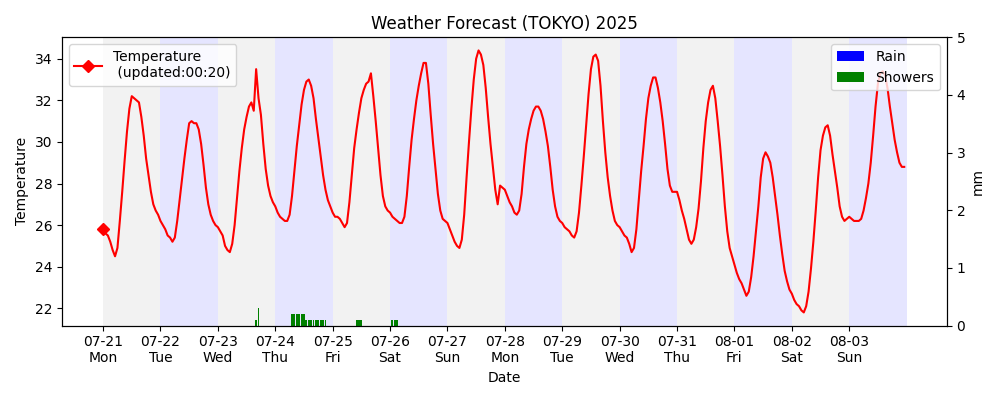 Weather Forecast (TOKYO) 2025
Temperature
(updated:00:20)
Rain
Showers
Temperature
34
32
30
28
26
24
22
5
4
3
2
1
0
mm
07-21 07-22 07-23 07-24 07-25 07-26 07-27 07-28 07-29 07-30 07-31 08-01 08-02 08-03
Mon Tue Wed Thu Fri Sat Sun Mon Tue Wed Thu Fri Sat Sun
Date